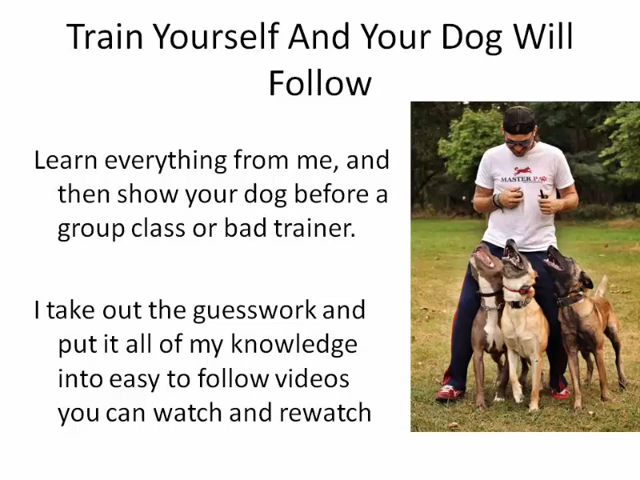 Train Yourself And Your Dog Will
Follow
Learn everything from me, and
then show your dog before a
group class or bad trainer.
I take out the guesswork and
put it all of my knowledge
into easy to follow videos
you can watch and rewatch
MASTER PAO